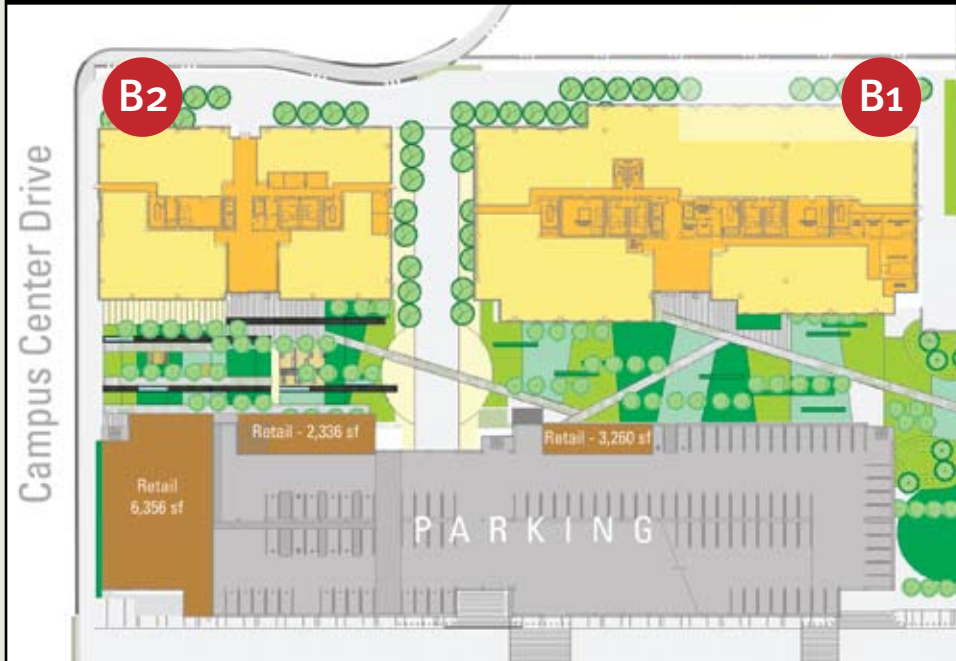 B2
B1
Campus Center Drive
Retail - 2,336 sf
Retail - 3,260 sf
Retail
6,356 sf
PARKING